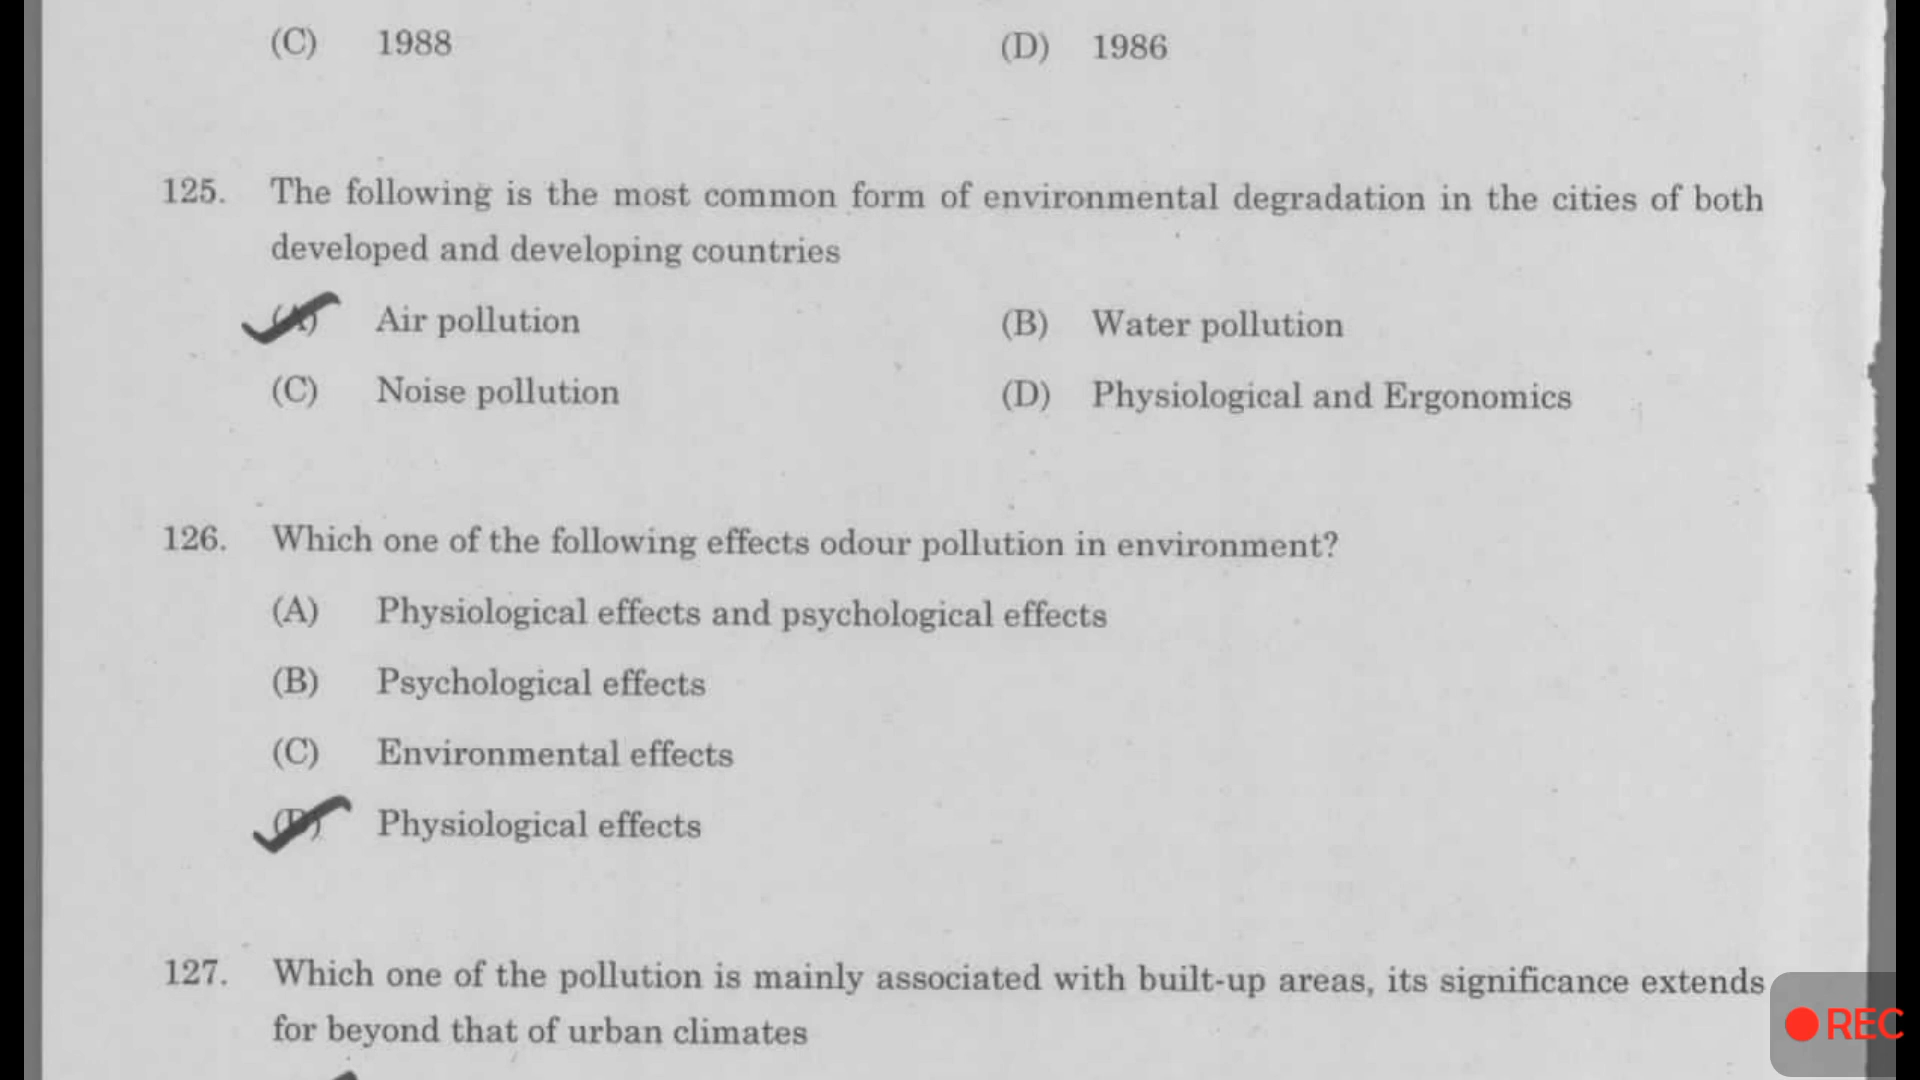 (C) 1988 (D) 1986
125. The following is the most common form of environmental degradation in the cities of both
developed and developing countries
(A) Air pollution (B) Water pollution
(C) Noise pollution (D) Physiological and Ergonomics
126. Which one of the following effects odour pollution in environment?
(A) Physiological effects and psychological effects
(B) Psychological effects
(C) Environmental effects
(D) Physiological effects
127. Which one of the pollution is mainly associated with built-up areas, its significance extends
for beyond that of urban climates
REC